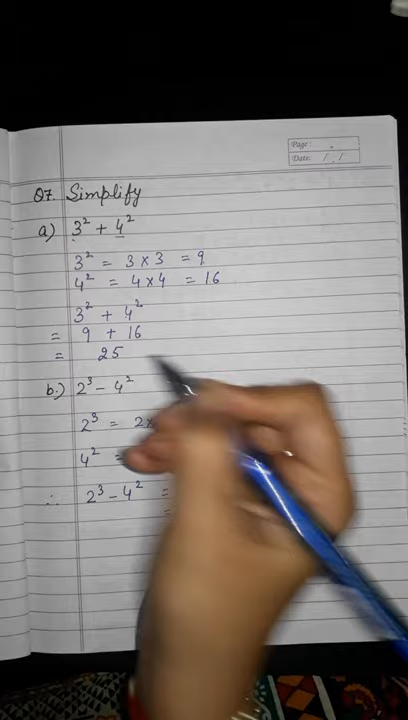 Page: .
Date: / /
Q7. Simplify
a) 3² + 4²
3² = 3 × 3 = 9
4² = 4 × 4 = 16
3² + 4²
= 9 + 16
= 25
b.) 2³ - 4²
2³ = 2 ×
4² =
∴ 2³ - 4² =
=